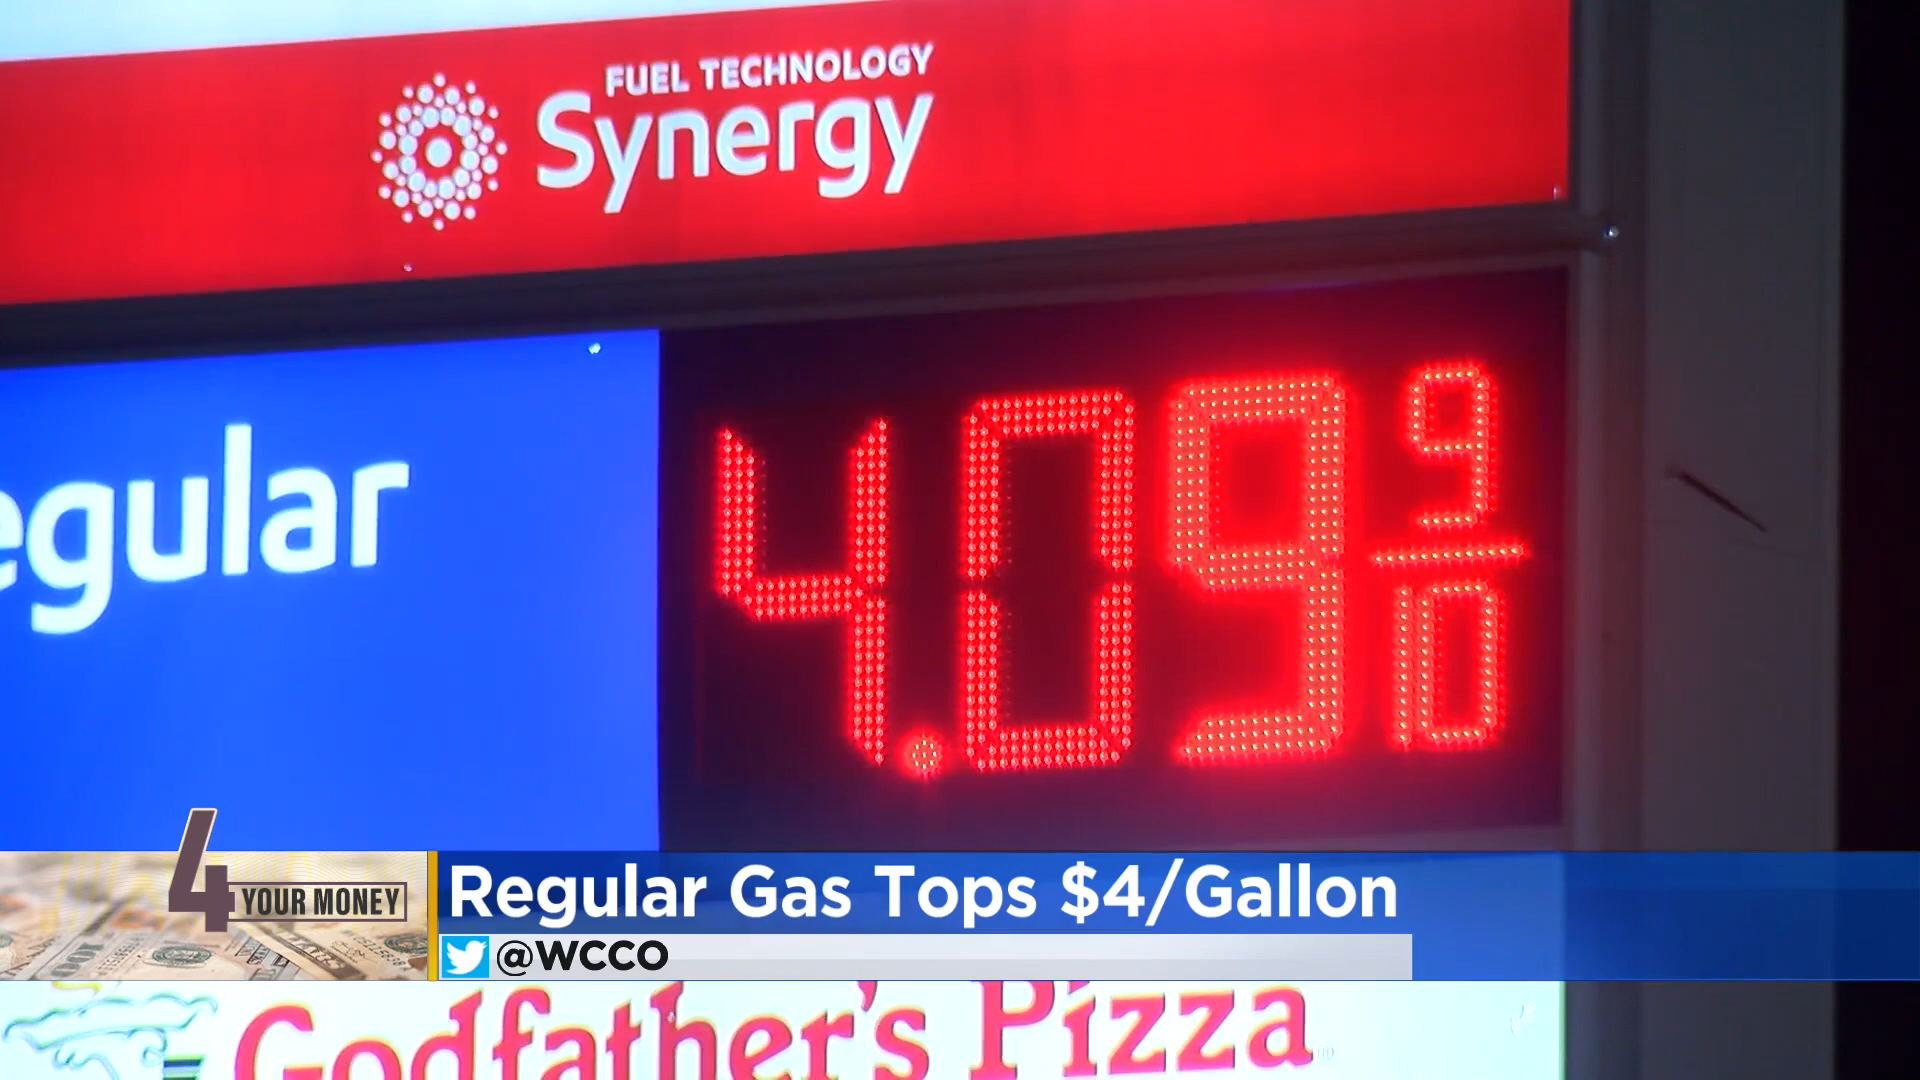 FUEL TECHNOLOGY
Synergy
egular
4.09 9/10
4 YOUR MONEY
Regular Gas Tops $4/Gallon
@WCCO
Godfather's Pizza